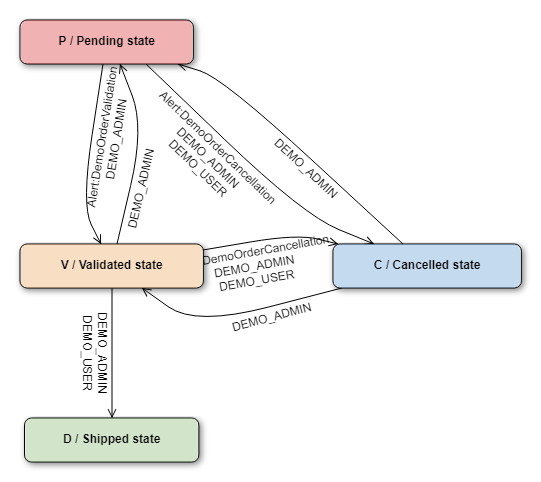 P / Pending state
Alert:DemoOrderValidation
DEMO_ADMIN
DEMO_ADMIN
Alert:DemoOrderCancellation
DEMO_ADMIN
DEMO_USER
DEMO_ADMIN
V / Validated state
DemoOrderCancellation
DEMO_ADMIN
DEMO_USER
C / Cancelled state
DEMO_ADMIN
DEMO_ADMIN
DEMO_USER
D / Shipped state